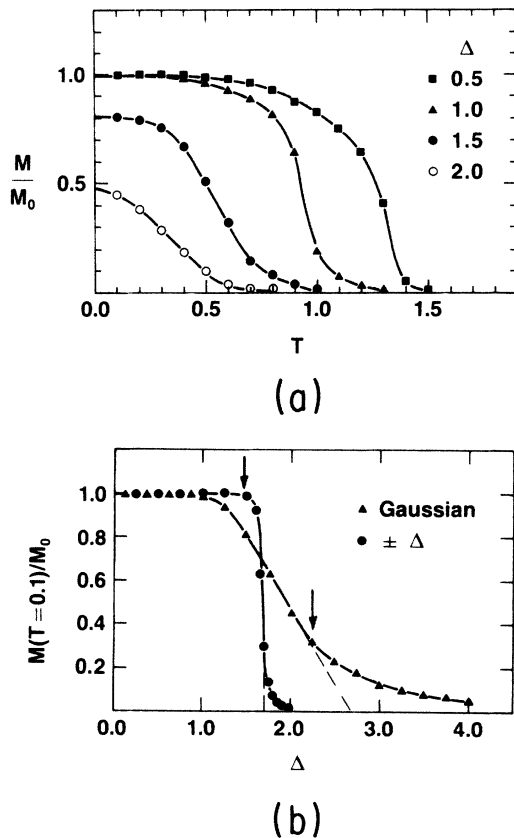 Δ
■ 0.5
▲ 1.0
● 1.5
○ 2.0
M
M₀
1.0
0.5
0.0 0.5 1.0 1.5
T
(a)
▲ Gaussian
● ± Δ
M(T=0.1)/M₀
1.0
0.8
0.6
0.4
0.2
0.0 1.0 2.0 3.0 4.0
Δ
(b)